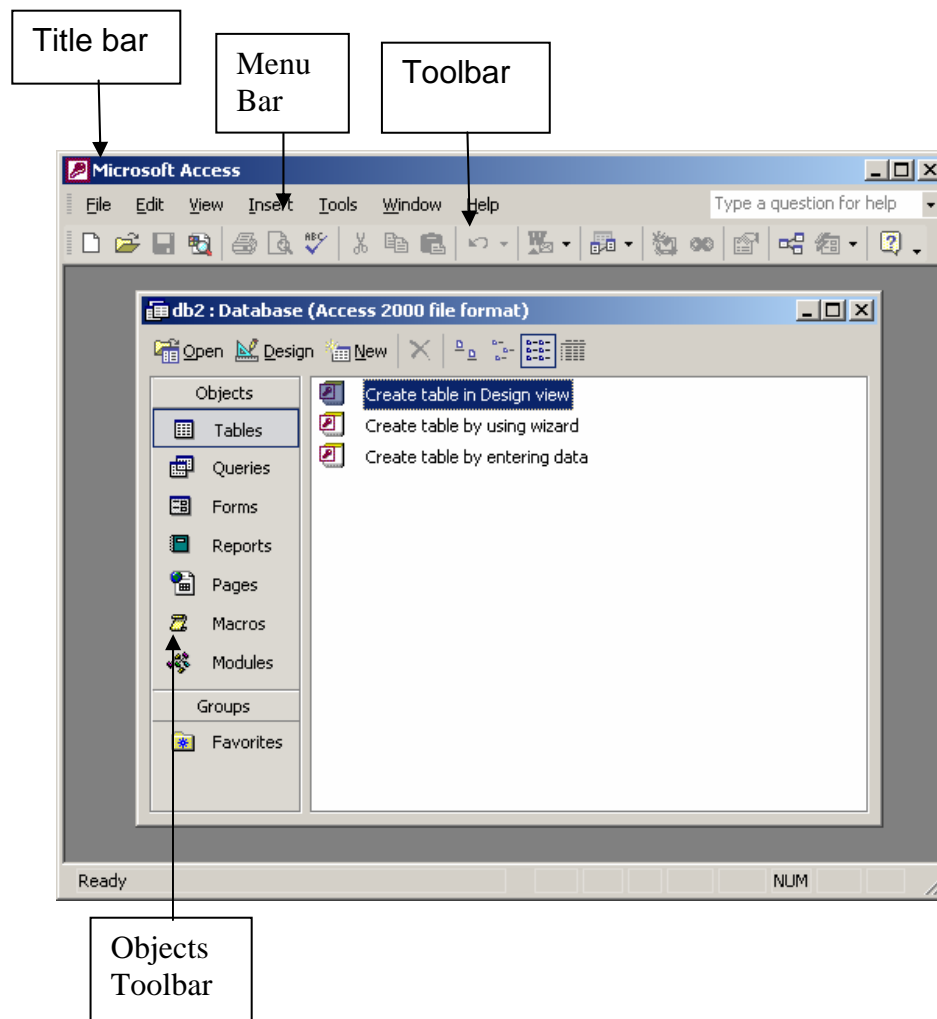 Title bar
Menu
Bar
Toolbar
Microsoft Access
File Edit View Insert Tools Window Help Type a question for help
ABC
db2 : Database (Access 2000 file format)
Open Design New
Objects
Tables
Queries
Forms
Reports
Pages
Macros
Modules
Groups
Favorites
Create table in Design view
Create table by using wizard
Create table by entering data
Ready NUM
Objects
Toolbar